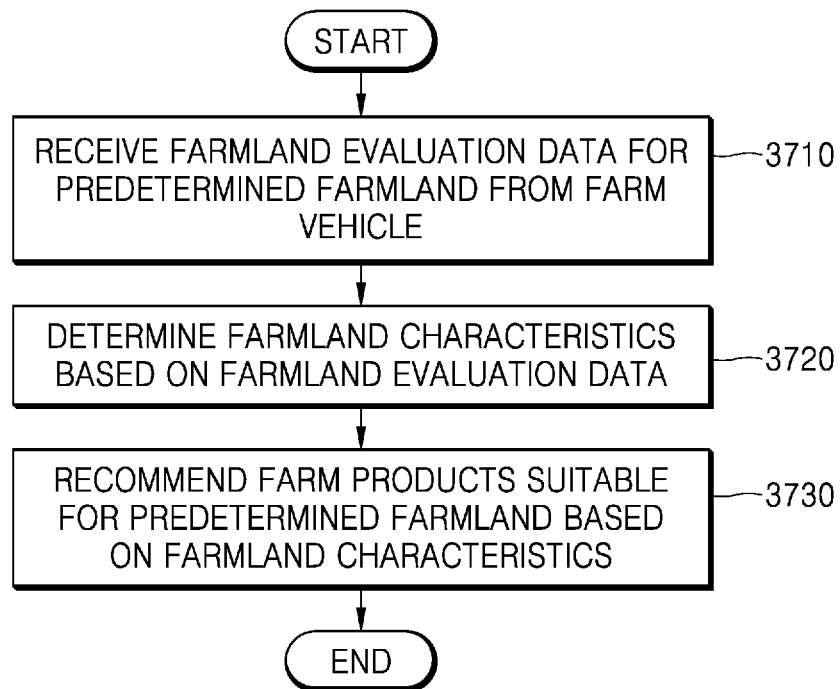 START
RECEIVE FARMLAND EVALUATION DATA FOR
PREDETERMINED FARMLAND FROM FARM
VEHICLE
3710
DETERMINE FARMLAND CHARACTERISTICS
BASED ON FARMLAND EVALUATION DATA
3720
RECOMMEND FARM PRODUCTS SUITABLE
FOR PREDETERMINED FARMLAND BASED
ON FARMLAND CHARACTERISTICS
3730
END